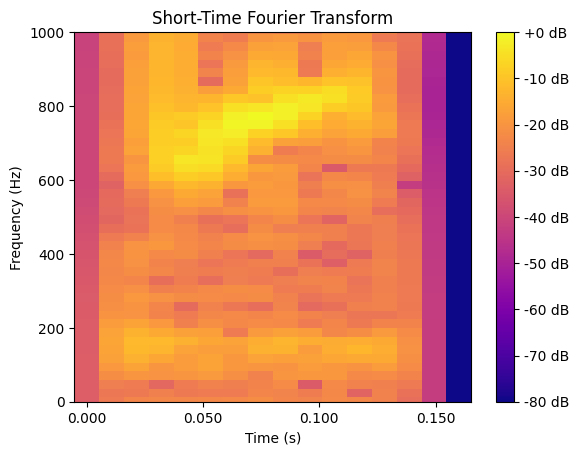 Short-Time Fourier Transform
1000
800
600
400
200
0
Frequency (Hz)
0.000
0.050
0.100
0.150
Time (s)
+0 dB
-10 dB
-20 dB
-30 dB
-40 dB
-50 dB
-60 dB
-70 dB
-80 dB